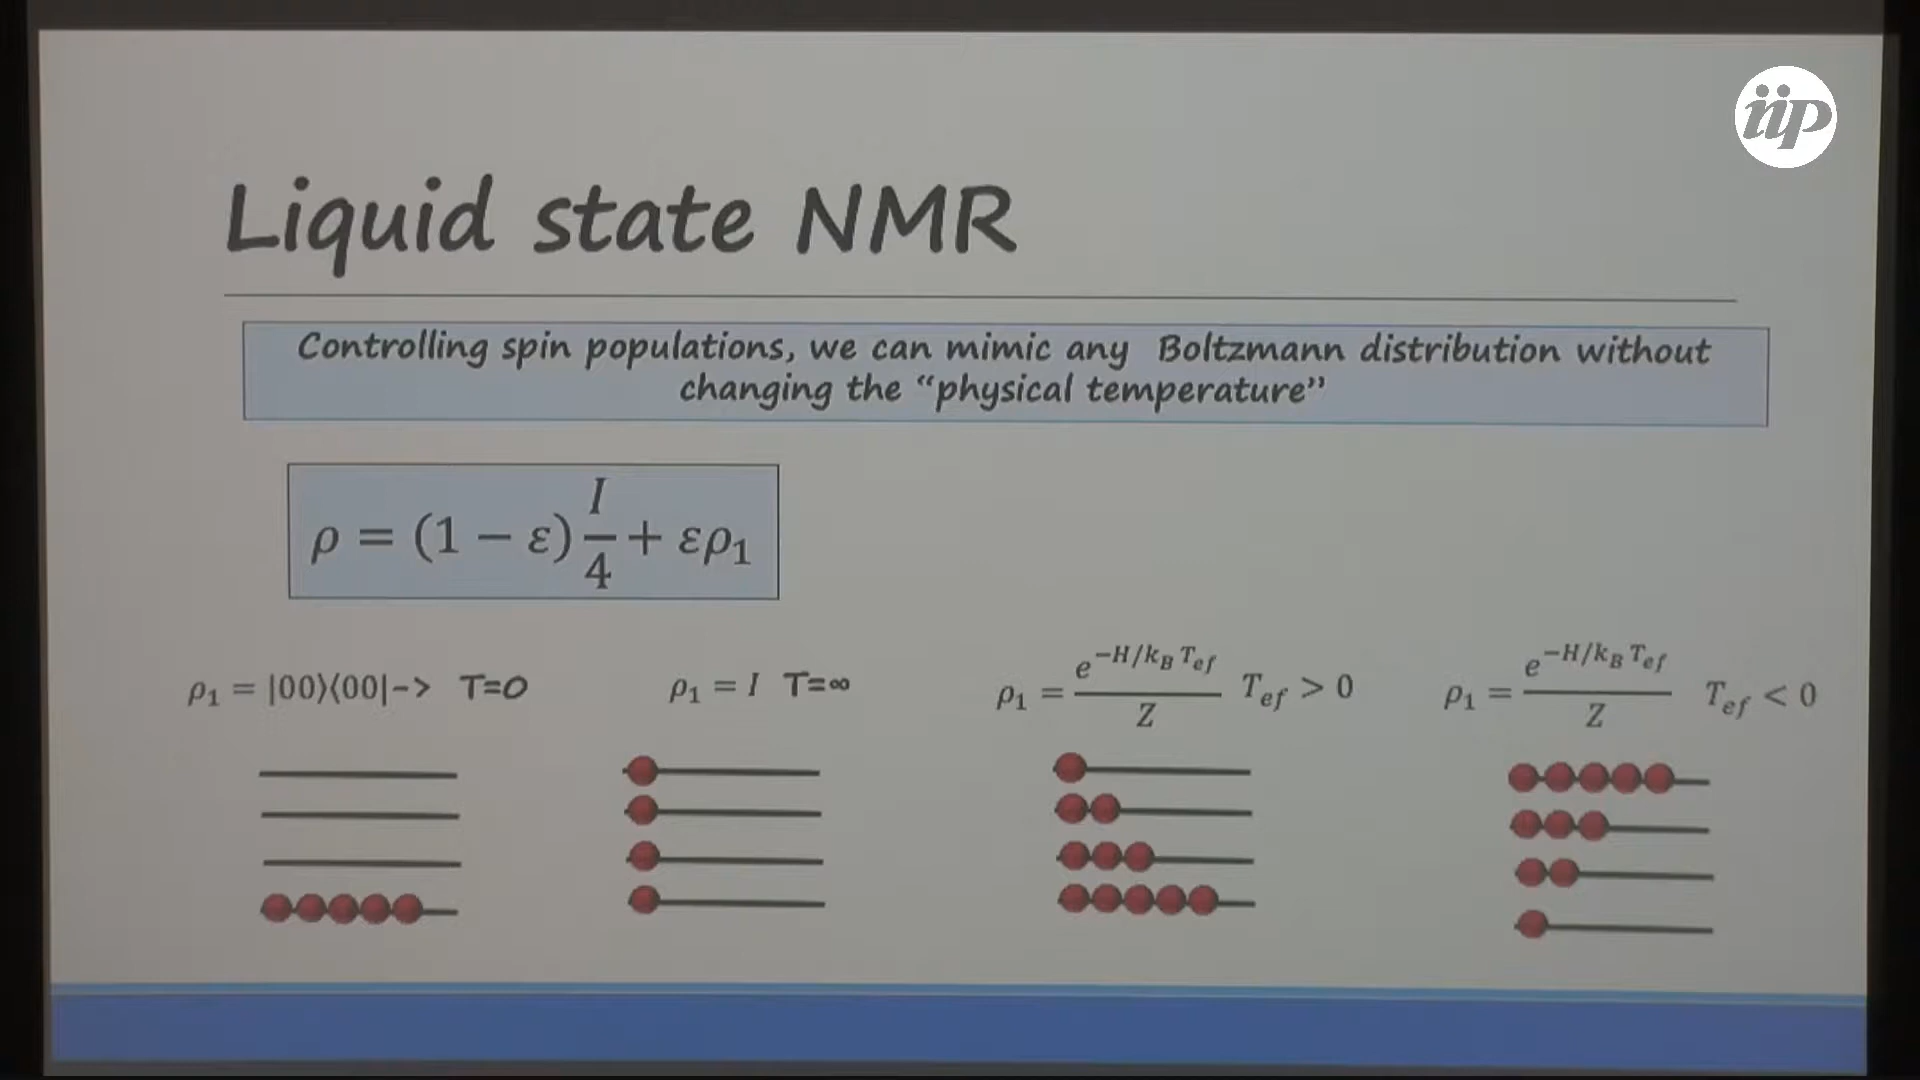 iip
Liquid state NMR
Controlling spin populations, we can mimic any Boltzmann distribution without
changing the “physical temperature”
ρ = (1 − ε) I/4 + ερ₁
ρ₁ = |00⟩⟨00|−> T=0
ρ₁ = I T=∞
ρ₁ = e^{−H/k_B T_ef}/Z T_ef > 0
ρ₁ = e^{−H/k_B T_ef}/Z T_ef < 0